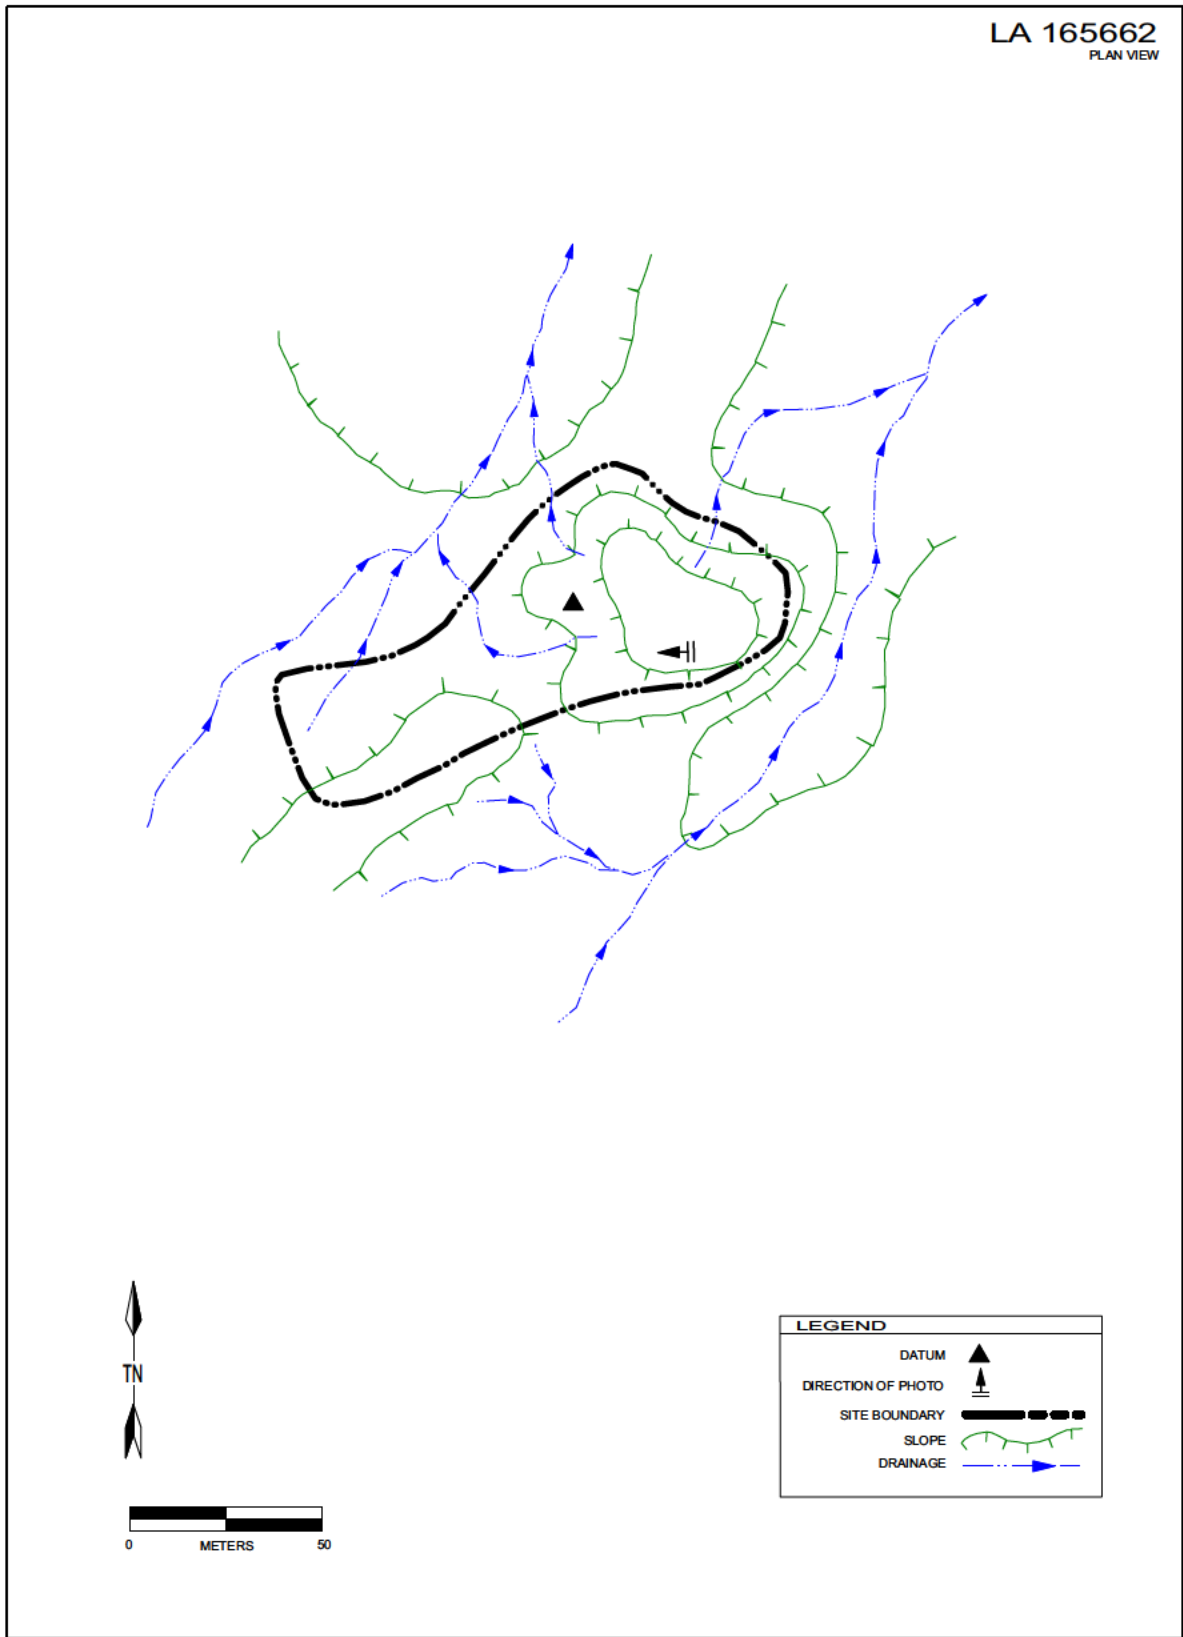 LA 165662
PLAN VIEW
TN
0 METERS 50
LEGEND
DATUM
DIRECTION OF PHOTO
SITE BOUNDARY
SLOPE
DRAINAGE